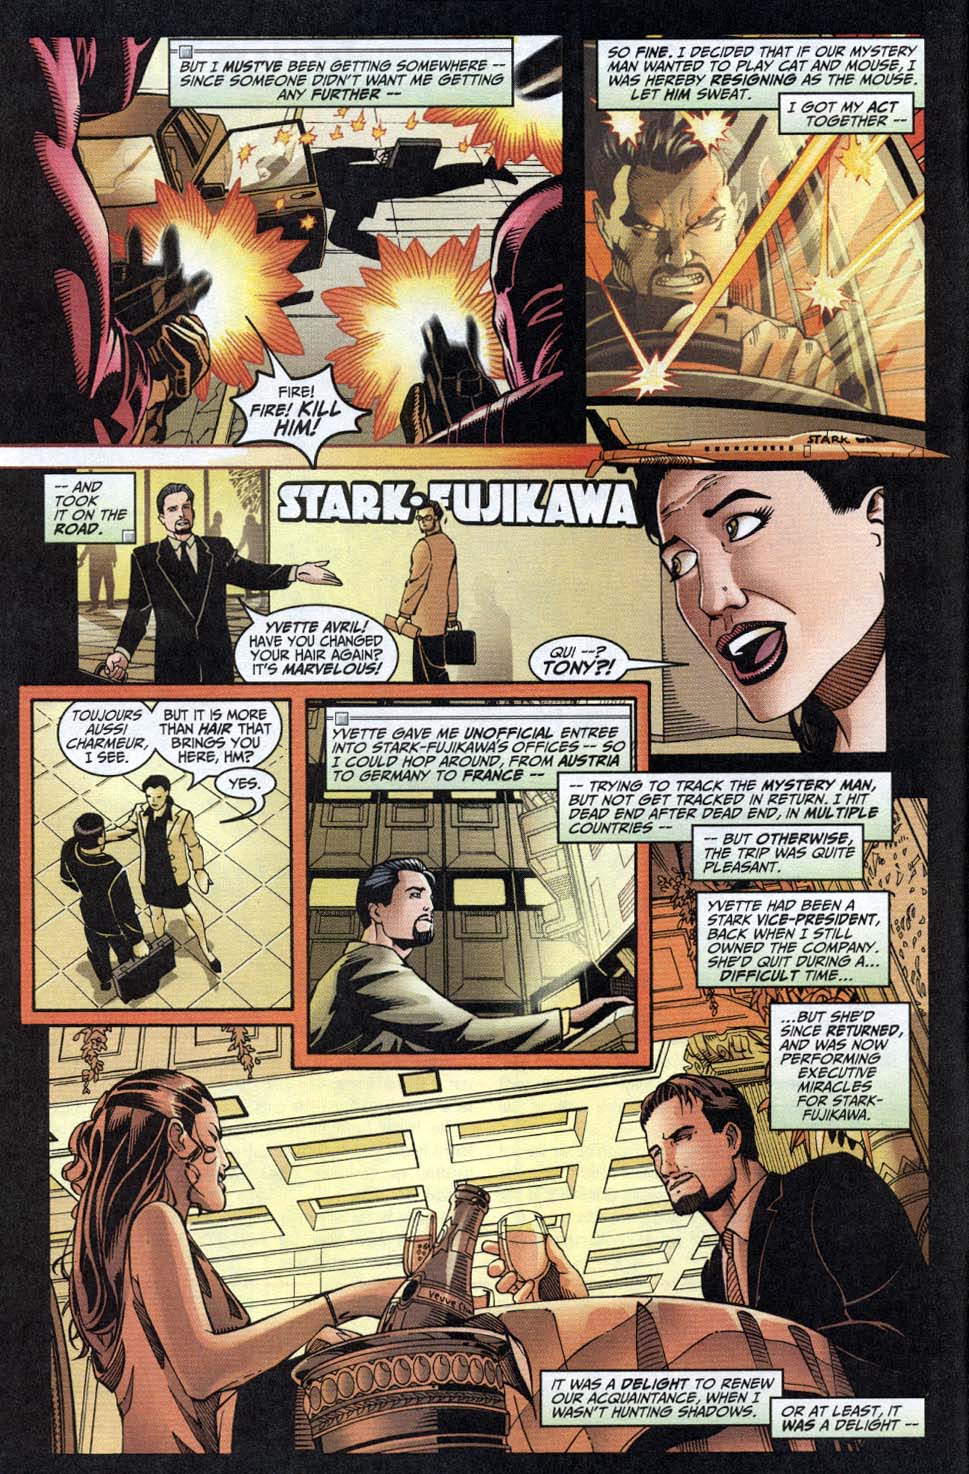 BUT I MUST'VE BEEN GETTING SOMEWHERE --
SINCE SOMEONE DIDN'T WANT ME GETTING
ANY FURTHER --
FIRE!
FIRE! KILL
HIM!
SO FINE. I DECIDED THAT IF OUR MYSTERY
MAN WANTED TO PLAY CAT AND MOUSE, I
WAS HEREBY RESIGNING AS THE MOUSE.
LET HIM SWEAT.
I GOT MY ACT
TOGETHER --
STARK
-- AND
TOOK
IT ON THE
ROAD.
STARK·FUJIKAWA
YVETTE AVRIL!
HAVE YOU CHANGED
YOUR HAIR AGAIN?
IT'S MARVELOUS!
QUI --?
TONY?!
TOUJOURS
AUSSI
CHARMEUR,
I SEE.
BUT IT IS MORE
THAN HAIR THAT
BRINGS YOU
HERE, HM?
YES.
YVETTE GAVE ME UNOFFICIAL ENTREE
INTO STARK-FUJIKAWA'S OFFICES -- SO
I COULD HOP AROUND, FROM AUSTRIA
TO GERMANY TO FRANCE --
-- TRYING TO TRACK THE MYSTERY MAN,
BUT NOT GET TRACKED IN RETURN. I HIT
DEAD END AFTER DEAD END, IN MULTIPLE
COUNTRIES --
-- BUT OTHERWISE,
THE TRIP WAS QUITE
PLEASANT.
YVETTE HAD BEEN A
STARK VICE-PRESIDENT,
BACK WHEN I STILL
OWNED THE COMPANY.
SHE'D QUIT DURING A...
DIFFICULT TIME...
...BUT SHE'D
SINCE RETURNED,
AND WAS NOW
PERFORMING
EXECUTIVE
MIRACLES
FOR STARK-
FUJIKAWA.
Veuve
IT WAS A DELIGHT TO RENEW
OUR ACQUAINTANCE, WHEN I
WASN'T HUNTING SHADOWS.
OR AT LEAST, IT
WAS A DELIGHT --